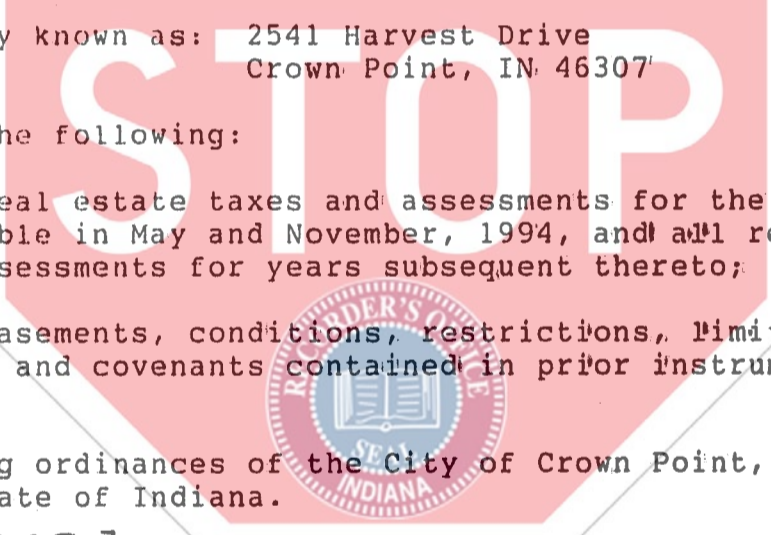 y known as: 2541 Harvest Drive
Crown Point, IN 46307
he following:
eal estate taxes and assessments for the
ble in May and November, 1994, and all re
sessments for years subsequent thereto;
asements, conditions, restrictions, limi
and covenants contained in prior instrum
g ordinances of the City of Crown Point,
ate of Indiana.
STOP
RECORDER'S OFFICE
SEAL
INDIANA